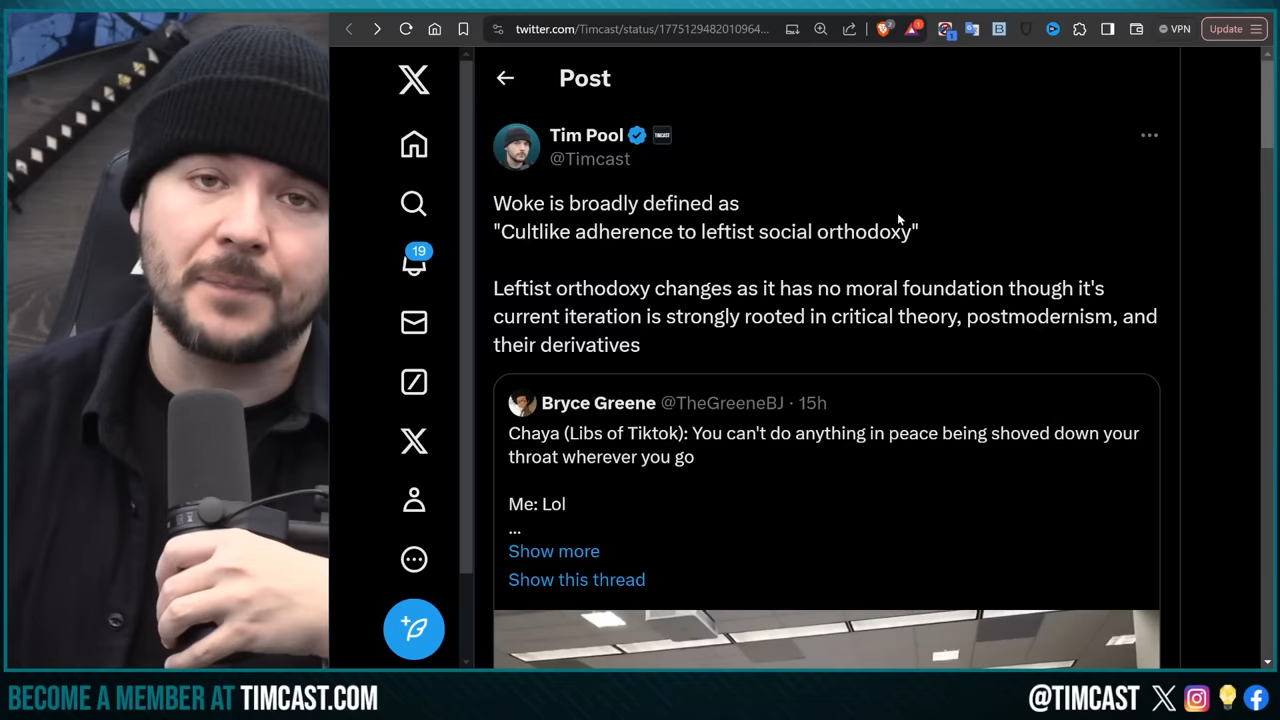 twitter.com/Timcast/status/1775129482010964...
VPN
Update
Post
Tim Pool
TIMCAST
@Timcast
Woke is broadly defined as
"Cultlike adherence to leftist social orthodoxy"
Leftist orthodoxy changes as it has no moral foundation though it's
current iteration is strongly rooted in critical theory, postmodernism, and
their derivatives
19
Bryce Greene @TheGreeneBJ · 15h
Chaya (Libs of Tiktok): You can't do anything in peace being shoved down your
throat wherever you go
Me: Lol
...
Show more
Show this thread
BECOME A MEMBER AT TIMCAST.COM
@TIMCAST